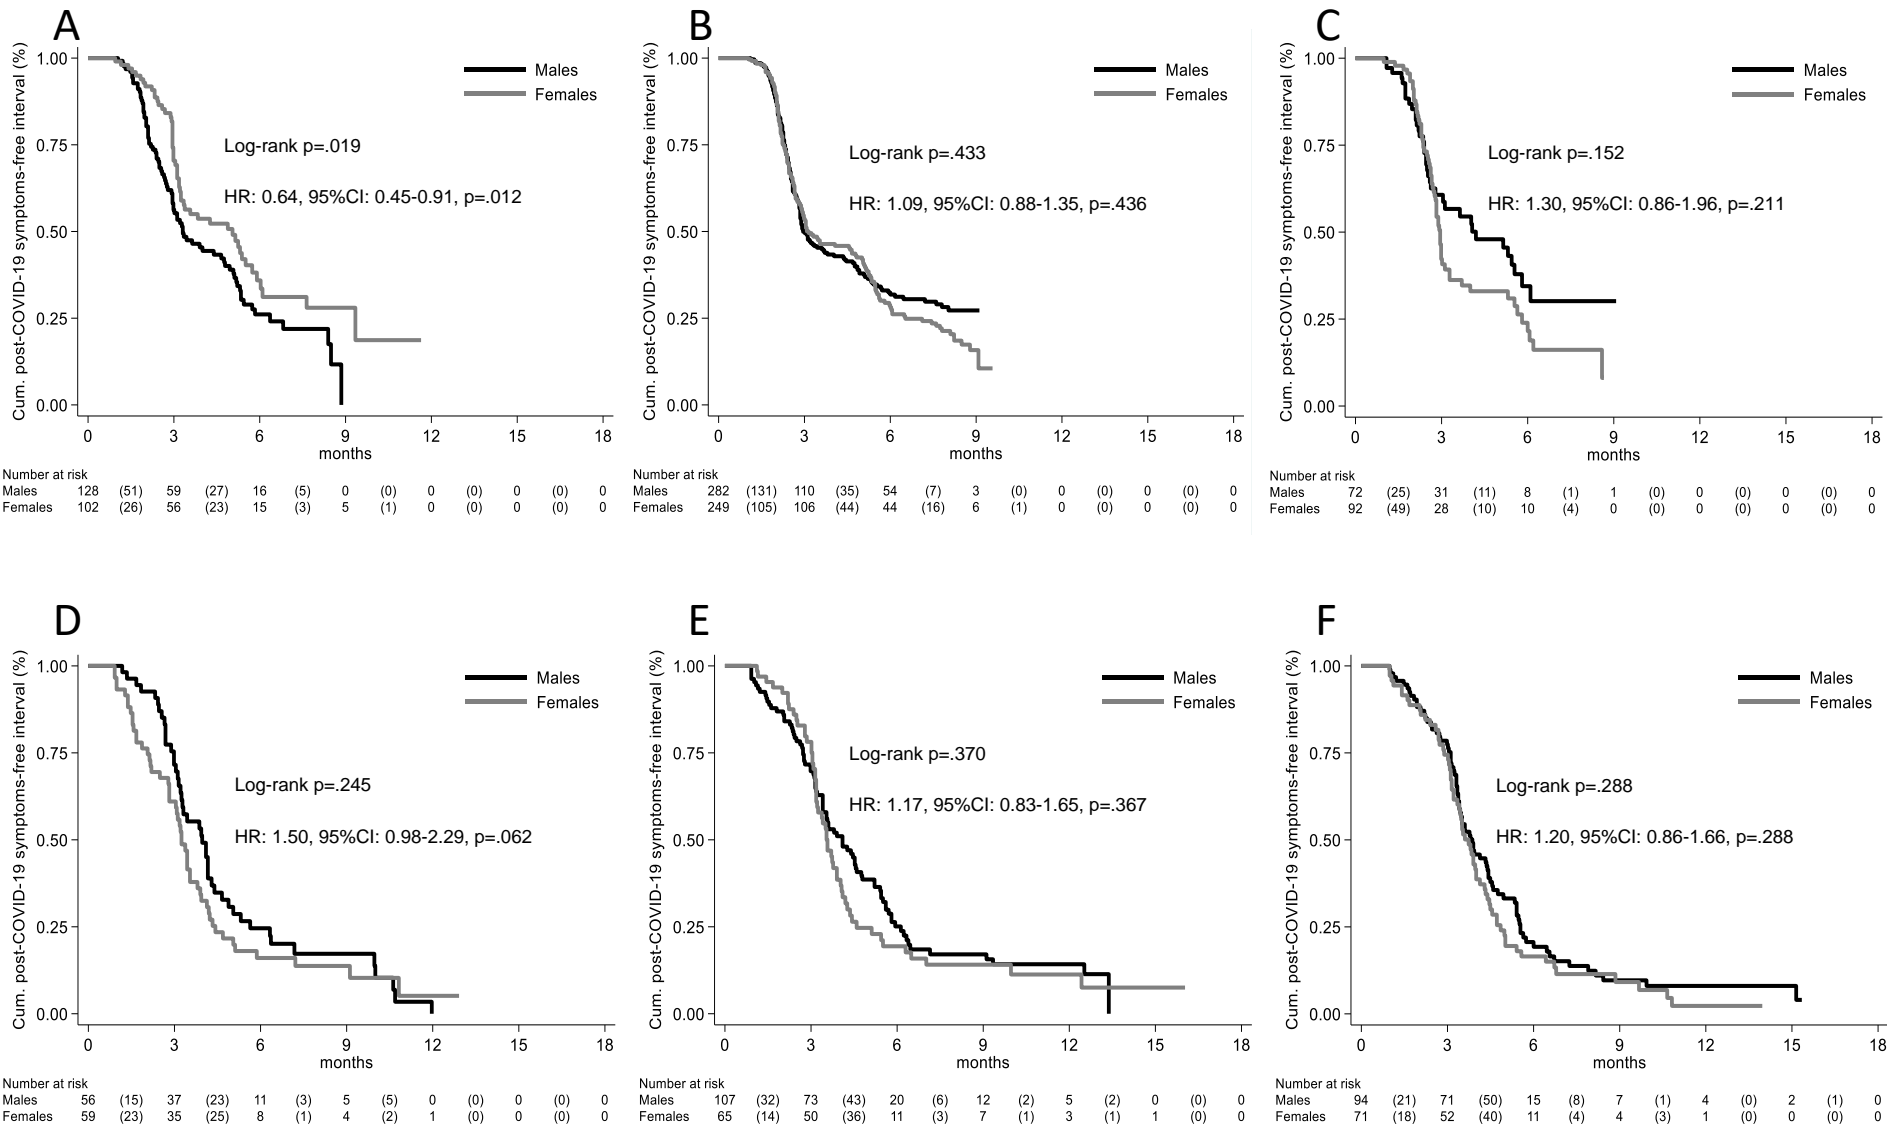 A
Cum. post-COVID-19 symptoms-free interval (%)
1.00
0.75
0.50
0.25
0.00
Males
Females
Log-rank p=.019
HR: 0.64, 95%CI: 0.45-0.91, p=.012
0 3 6 9 12 15 18
months
Number at risk
Males 128 (51) 59 (27) 16 (5) 0 (0) 0 (0) 0 (0) 0
Females 102 (26) 56 (23) 15 (3) 5 (1) 0 (0) 0 (0) 0
B
Cum. post-COVID-19 symptoms-free interval (%)
1.00
0.75
0.50
0.25
0.00
Males
Females
Log-rank p=.433
HR: 1.09, 95%CI: 0.88-1.35, p=.436
0 3 6 9 12 15 18
months
Number at risk
Males 282 (131) 110 (35) 54 (7) 3 (0) 0 (0) 0 (0) 0
Females 249 (105) 106 (44) 44 (16) 6 (1) 0 (0) 0 (0) 0
C
Cum. post-COVID-19 symptoms-free interval (%)
1.00
0.75
0.50
0.25
0.00
Males
Females
Log-rank p=.152
HR: 1.30, 95%CI: 0.86-1.96, p=.211
0 3 6 9 12 15 18
months
Number at risk
Males 72 (25) 31 (11) 8 (1) 1 (0) 0 (0) 0 (0) 0
Females 92 (49) 28 (10) 10 (4) 0 (0) 0 (0) 0 (0) 0
D
Cum. post-COVID-19 symptoms-free interval (%)
1.00
0.75
0.50
0.25
0.00
Males
Females
Log-rank p=.245
HR: 1.50, 95%CI: 0.98-2.29, p=.062
0 3 6 9 12 15 18
months
Number at risk
Males 56 (15) 37 (23) 11 (3) 5 (5) 0 (0) 0 (0) 0
Females 59 (23) 35 (25) 8 (1) 4 (2) 1 (0) 0 (0) 0
E
Cum. post-COVID-19 symptoms-free interval (%)
1.00
0.75
0.50
0.25
0.00
Males
Females
Log-rank p=.370
HR: 1.17, 95%CI: 0.83-1.65, p=.367
0 3 6 9 12 15 18
months
Number at risk
Males 107 (32) 73 (43) 20 (6) 12 (2) 5 (2) 0 (0) 0
Females 65 (14) 50 (36) 11 (3) 7 (1) 3 (1) 1 (0) 0
F
Cum. post-COVID-19 symptoms-free interval (%)
1.00
0.75
0.50
0.25
0.00
Males
Females
Log-rank p=.288
HR: 1.20, 95%CI: 0.86-1.66, p=.288
0 3 6 9 12 15 18
months
Number at risk
Males 94 (21) 71 (50) 15 (8) 7 (1) 4 (0) 2 (1) 0
Females 71 (18) 52 (40) 11 (4) 4 (3) 1 (0) 0 (0) 0